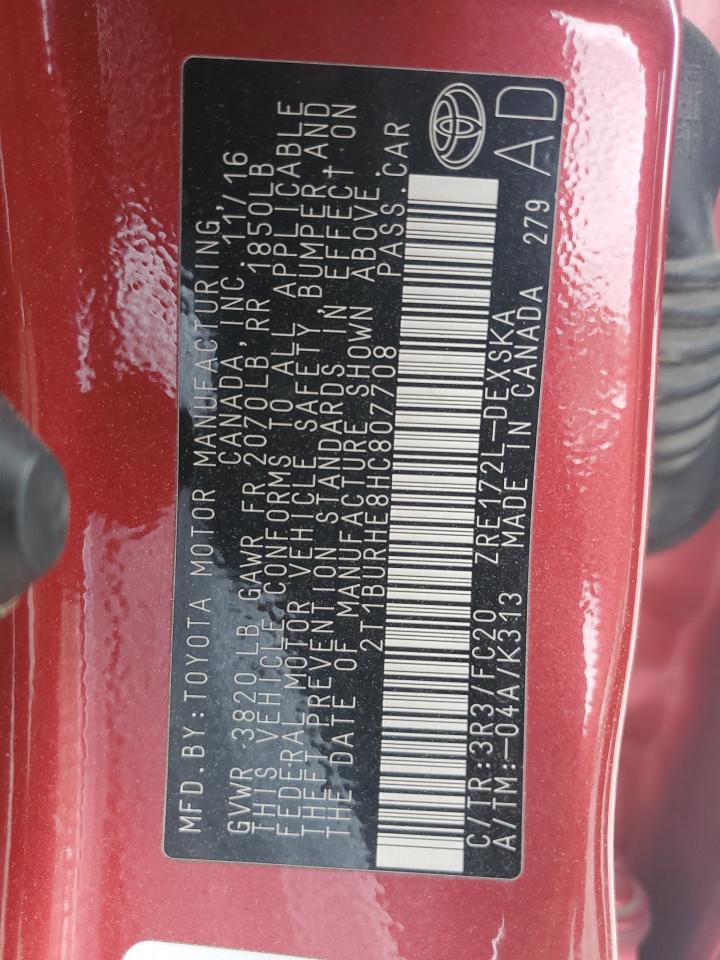 MFD.BY:TOYOTA MOTOR MANUFACTURING,
CANADA, INC. 11/16
GVWR 3820 LB GAWR FR 2070LB, RR 1850LB
THIS VEHICLE CONFORMS TO ALL APPLICABLE
FEDERAL MOTOR VEHICLE SAFETY, BUMPER, AND
THEFT PREVENTION STANDARDS IN EFFECT ON
THE DATE OF MANUFACTURE SHOWN ABOVE.
2T1BURHE8HC807708 PASS.CAR
C/TR:3R3/FC20 ZRE172L-DEXSKA
A/TM:-04A/K313 MADE IN CANADA 279
AD